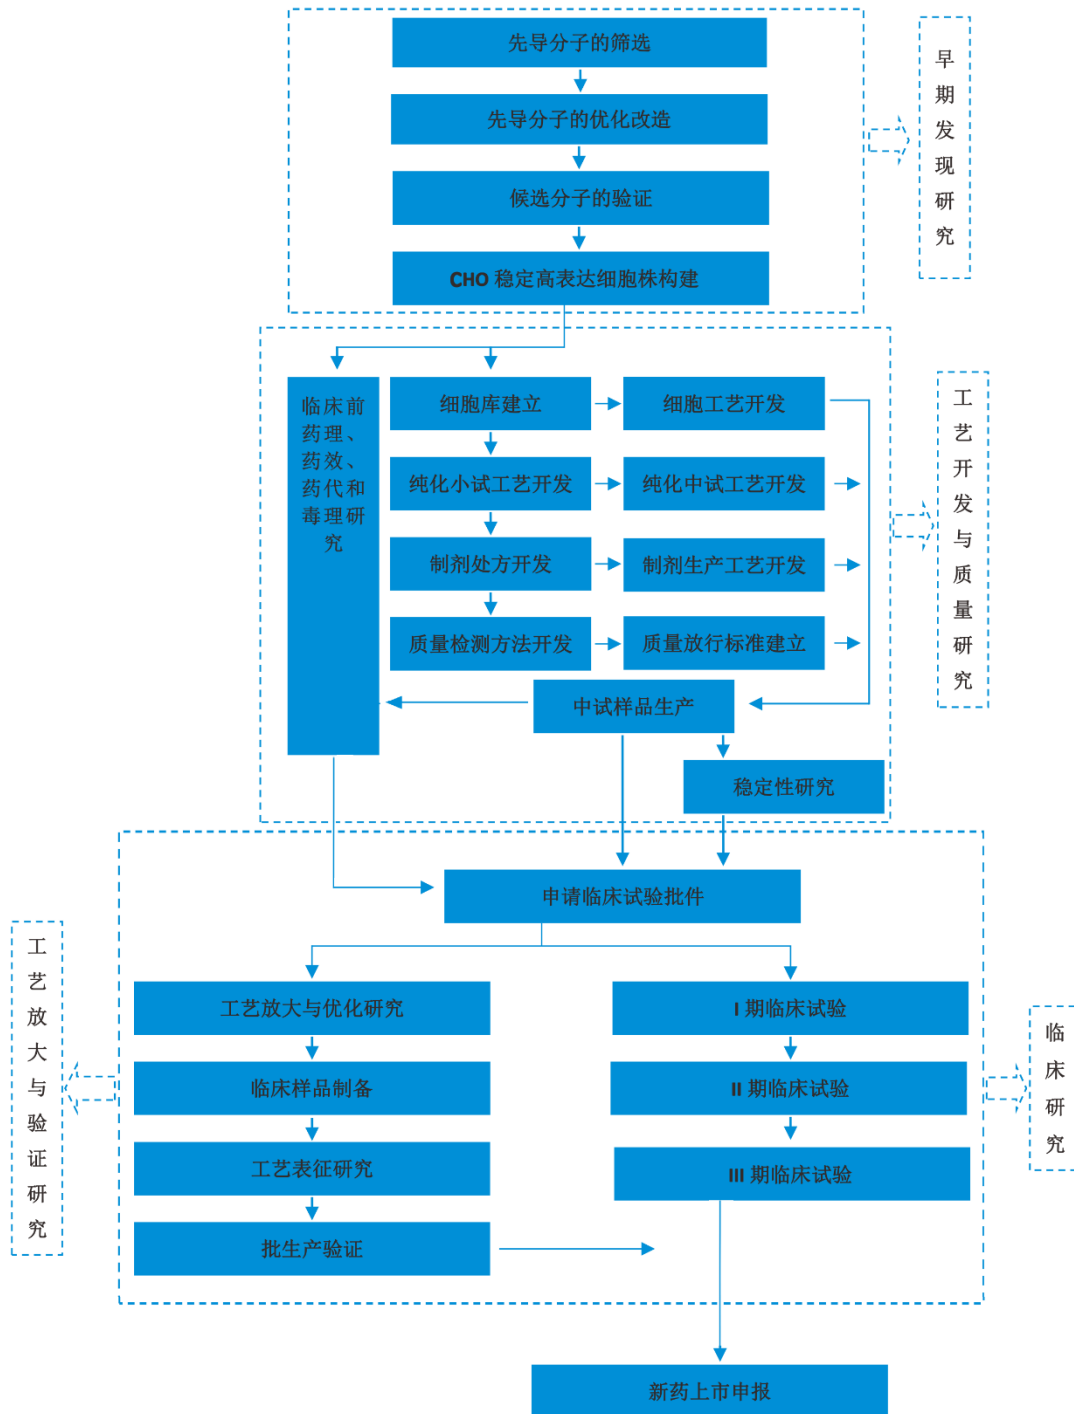 先导分子的筛选
先导分子的优化改造
候选分子的验证
CHO 稳定高表达细胞株构建
早期发现研究
临床前
药理、
药效、
药代和
毒理研
究
细胞库建立
细胞工艺开发
纯化小试工艺开发
纯化中试工艺开发
制剂处方开发
制剂生产工艺开发
质量检测方法开发
质量放行标准建立
中试样品生产
稳定性研究
工艺开发与质量研究
申请临床试验批件
工艺放大与优化研究
临床样品制备
工艺表征研究
批生产验证
I 期临床试验
II 期临床试验
III 期临床试验
工艺放大与验证研究
临床研究
新药上市申报